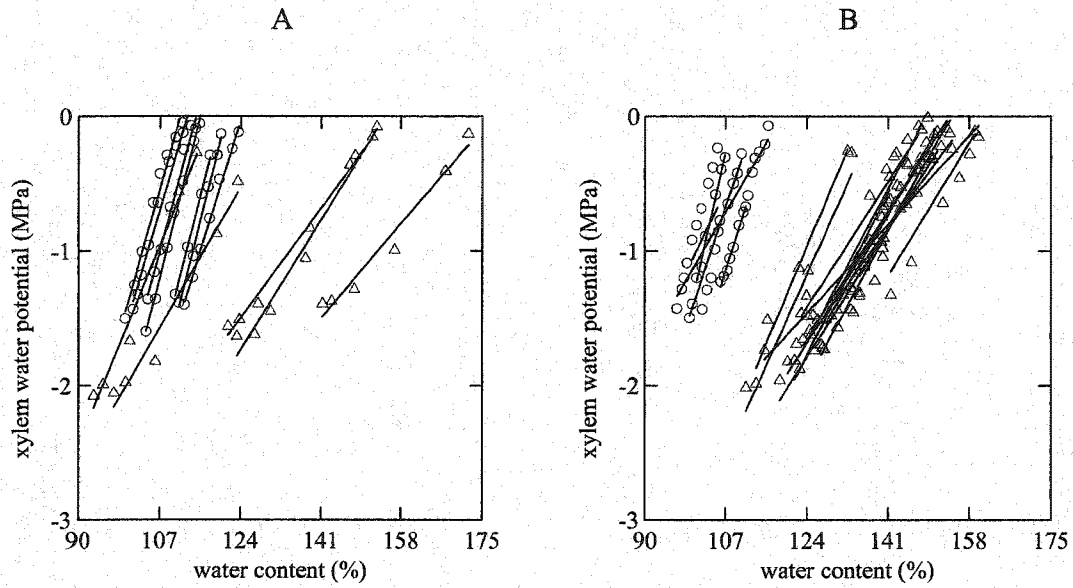 A
B
xylem water potential (MPa)
0
-1
-2
-3
90 107 124 141 158 175
water content (%)
xylem water potential (MPa)
0
-1
-2
-3
90 107 124 141 158 175
water content (%)